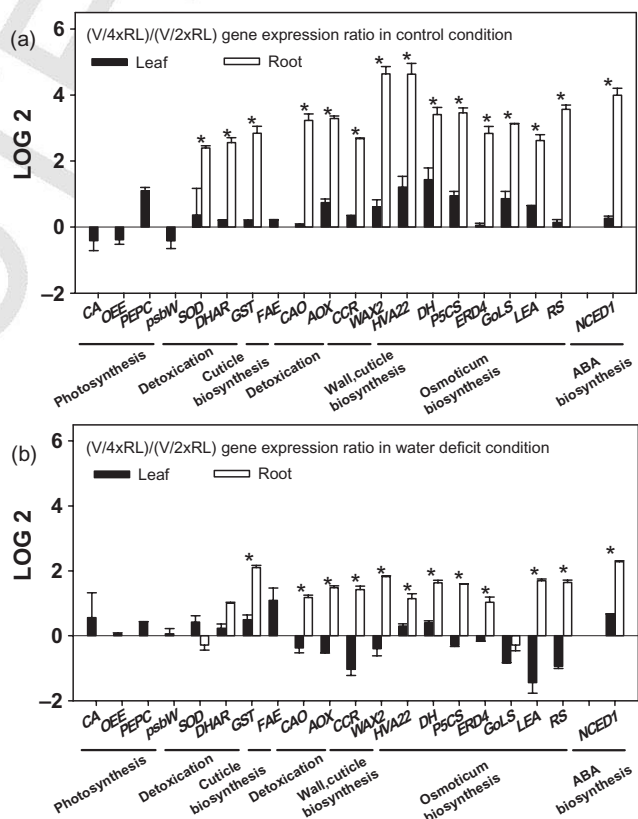 (a)
(V/4xRL)/(V/2xRL) gene expression ratio in control condition
Leaf Root
LOG 2
6
4
2
0
–2
* * * * * * * * * * * * * * *
CA OEE PEPC psbW SOD DHAR GST FAE CAO AOX CCR WAX2 HVA22 DH P5CS ERD4 GoLS LEA RS NCED1
Photosynthesis
Detoxication
Cuticle
biosynthesis
Detoxication
Wall,cuticle
biosynthesis
Osmoticum
biosynthesis
ABA
biosynthesis
(b)
(V/4xRL)/(V/2xRL) gene expression ratio in water deficit condition
Leaf Root
LOG 2
6
4
2
0
–2
* * * * * * * * * * * *
CA OEE PEPC psbW SOD DHAR GST FAE CAO AOX CCR WAX2 HVA22 DH P5CS ERD4 GoLS LEA RS NCED1
Photosynthesis
Detoxication
Cuticle
biosynthesis
Detoxication
Wall,cuticle
biosynthesis
Osmoticum
biosynthesis
ABA
biosynthesis